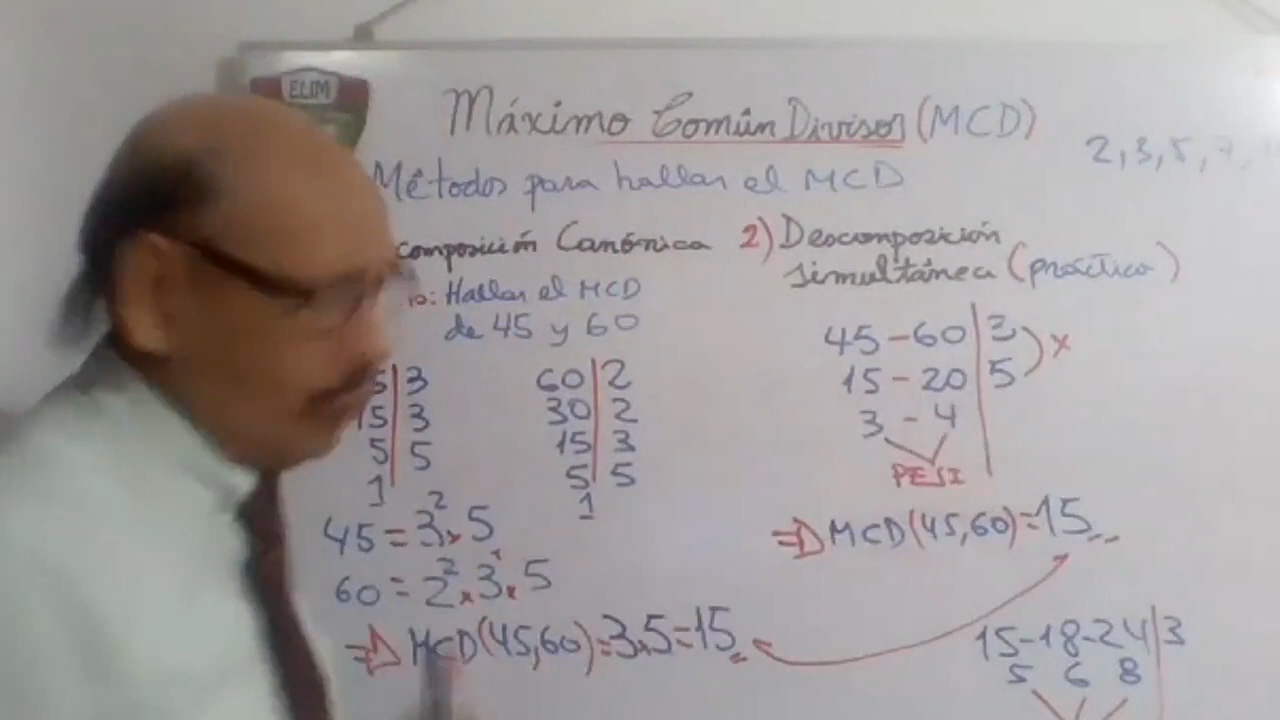 ELIM
Máximo Común Divisor (MCD)
2, 3, 5, 7,
Métodos para hallar el MCD
composición Canónica
io: Hallar el MCD
de 45 y 60
5 | 3
15 | 3
5 | 5
1
60 | 2
30 | 2
15 | 3
5 | 5
1
45 = 3² x 5
60 = 2² x 3¹ x 5
⇒ MCD(45,60) = 3x5 = 15
2) Descomposición
simultánea (práctico)
45 - 60 | 3
15 - 20 | 5
x
3 - 4
PESI
⇒ MCD(45,60) = 15
15 - 18 - 24 | 3
5 6 8